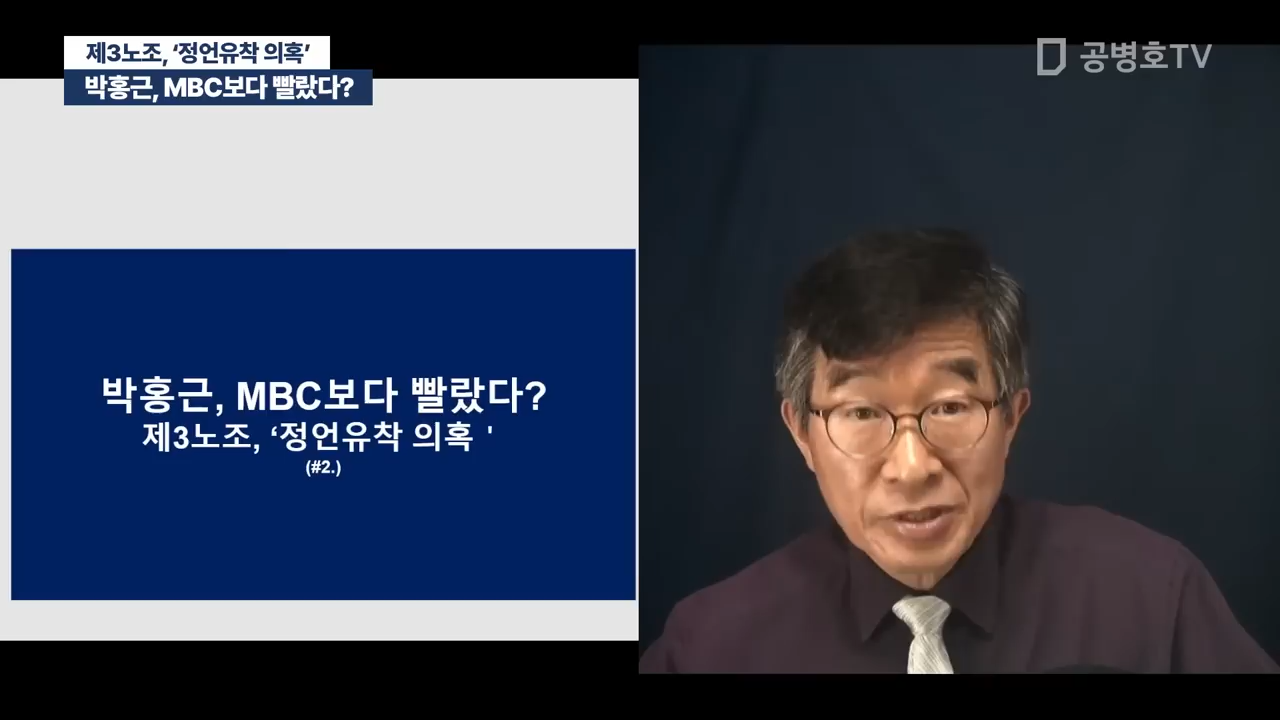 제3노조, ‘정언유착 의혹’
박홍근, MBC보다 빨랐다?
공병호TV
박홍근, MBC보다 빨랐다?
제3노조, ‘정언유착 의혹 '
(#2.)